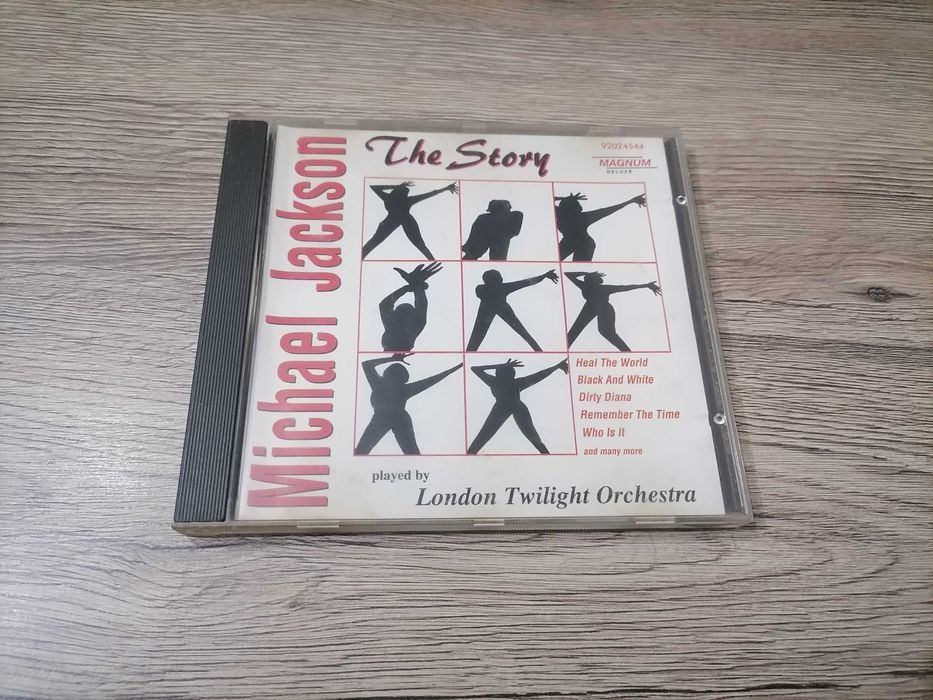 Michael Jackson
The Story
92024544
MAGNUM
DELUXE
Heal The World
Black And White
Dirty Diana
Remember The Time
Who Is It
and many more
played by
London Twilight Orchestra